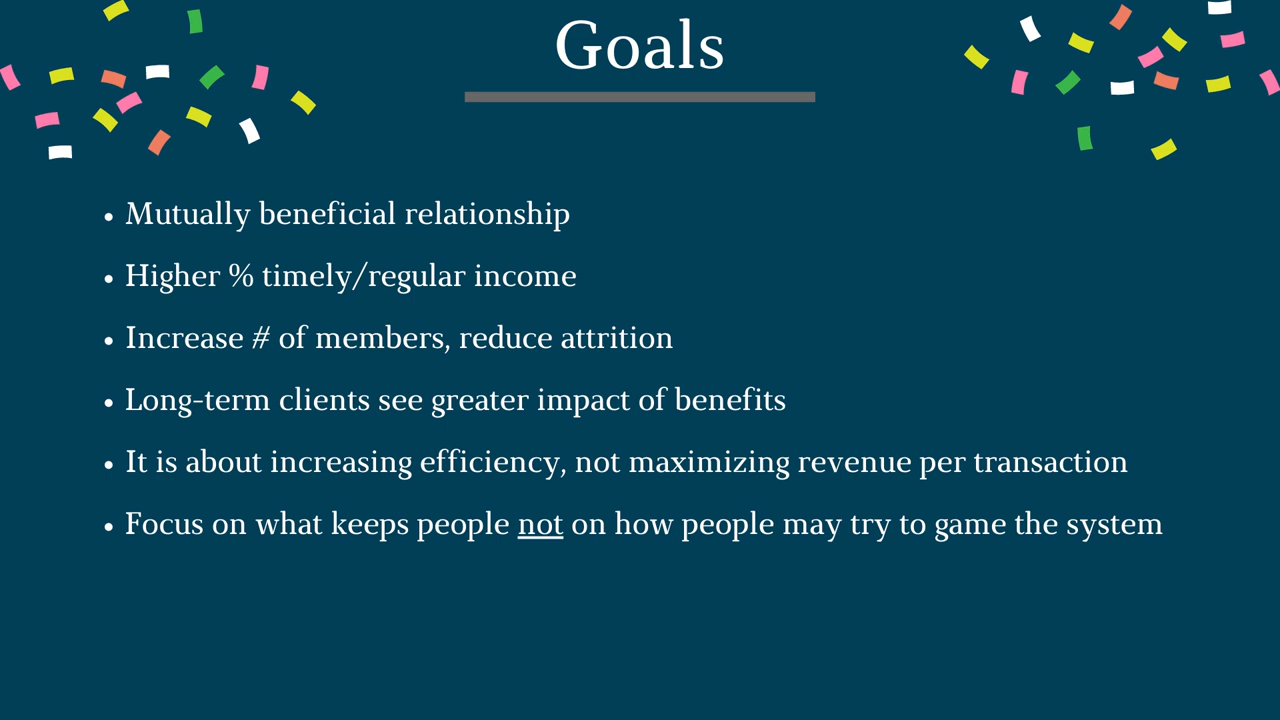 Goals
• Mutually beneficial relationship
• Higher % timely/regular income
• Increase # of members, reduce attrition
• Long-term clients see greater impact of benefits
• It is about increasing efficiency, not maximizing revenue per transaction
• Focus on what keeps people not on how people may try to game the system